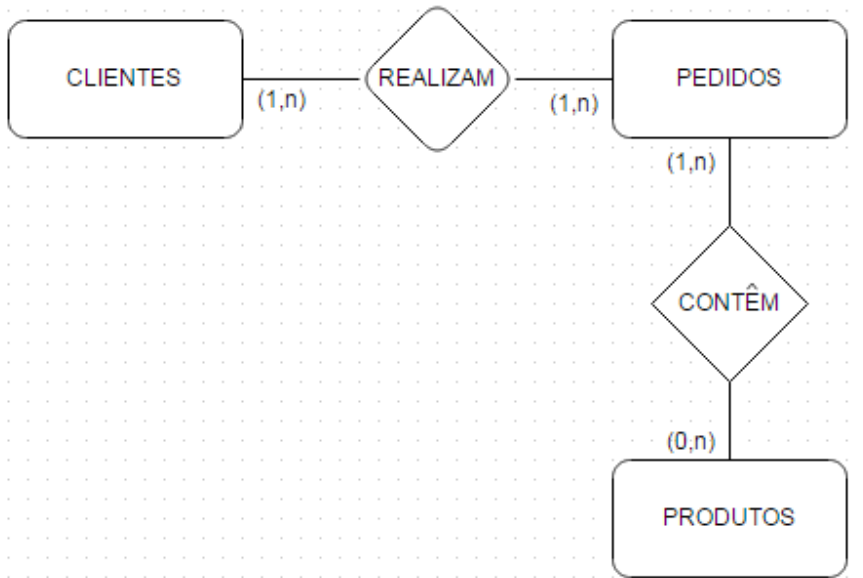 CLIENTES
REALIZAM
PEDIDOS
(1,n)
(1,n)
(1,n)
CONTÊM
(0,n)
PRODUTOS